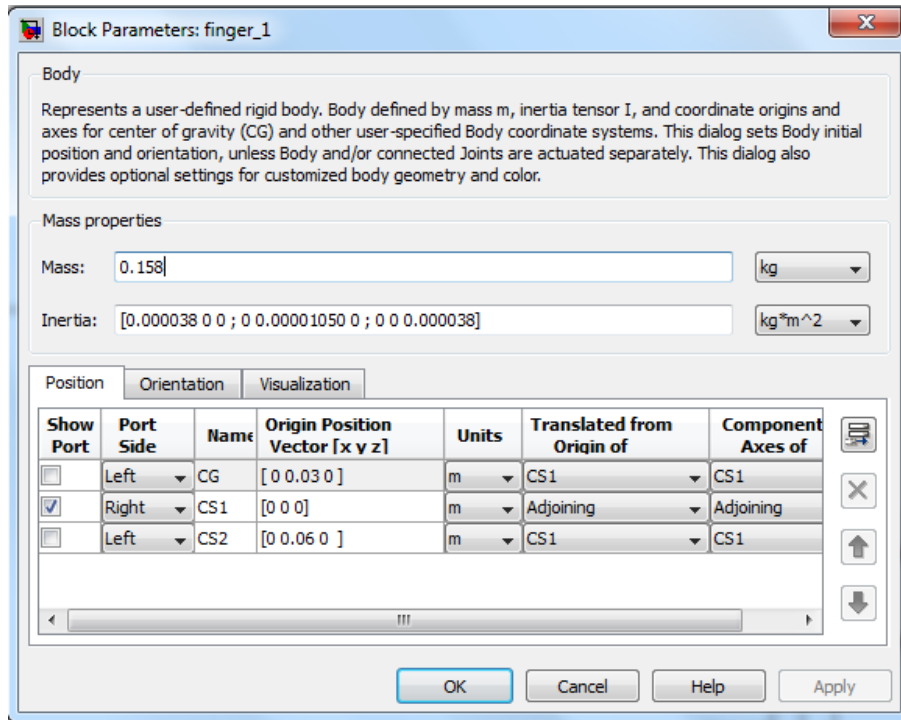 Block Parameters: finger_1
Body
Represents a user-defined rigid body. Body defined by mass m, inertia tensor I, and coordinate origins and
axes for center of gravity (CG) and other user-specified Body coordinate systems. This dialog sets Body initial
position and orientation, unless Body and/or connected Joints are actuated separately. This dialog also
provides optional settings for customized body geometry and color.
Mass properties
Mass: 0.158 kg
Inertia: [0.000038 0 0 ; 0 0.00001050 0 ; 0 0 0.000038] kg*m^2
Position Orientation Visualization
Show Port Port Side Name Origin Position Vector [x y z] Units Translated from Origin of Component Axes of
Left CG [ 0 0.03 0 ] m CS1 CS1
Right CS1 [0 0 0] m Adjoining Adjoining
Left CS2 [0 0.06 0 ] m CS1 CS1
OK Cancel Help Apply